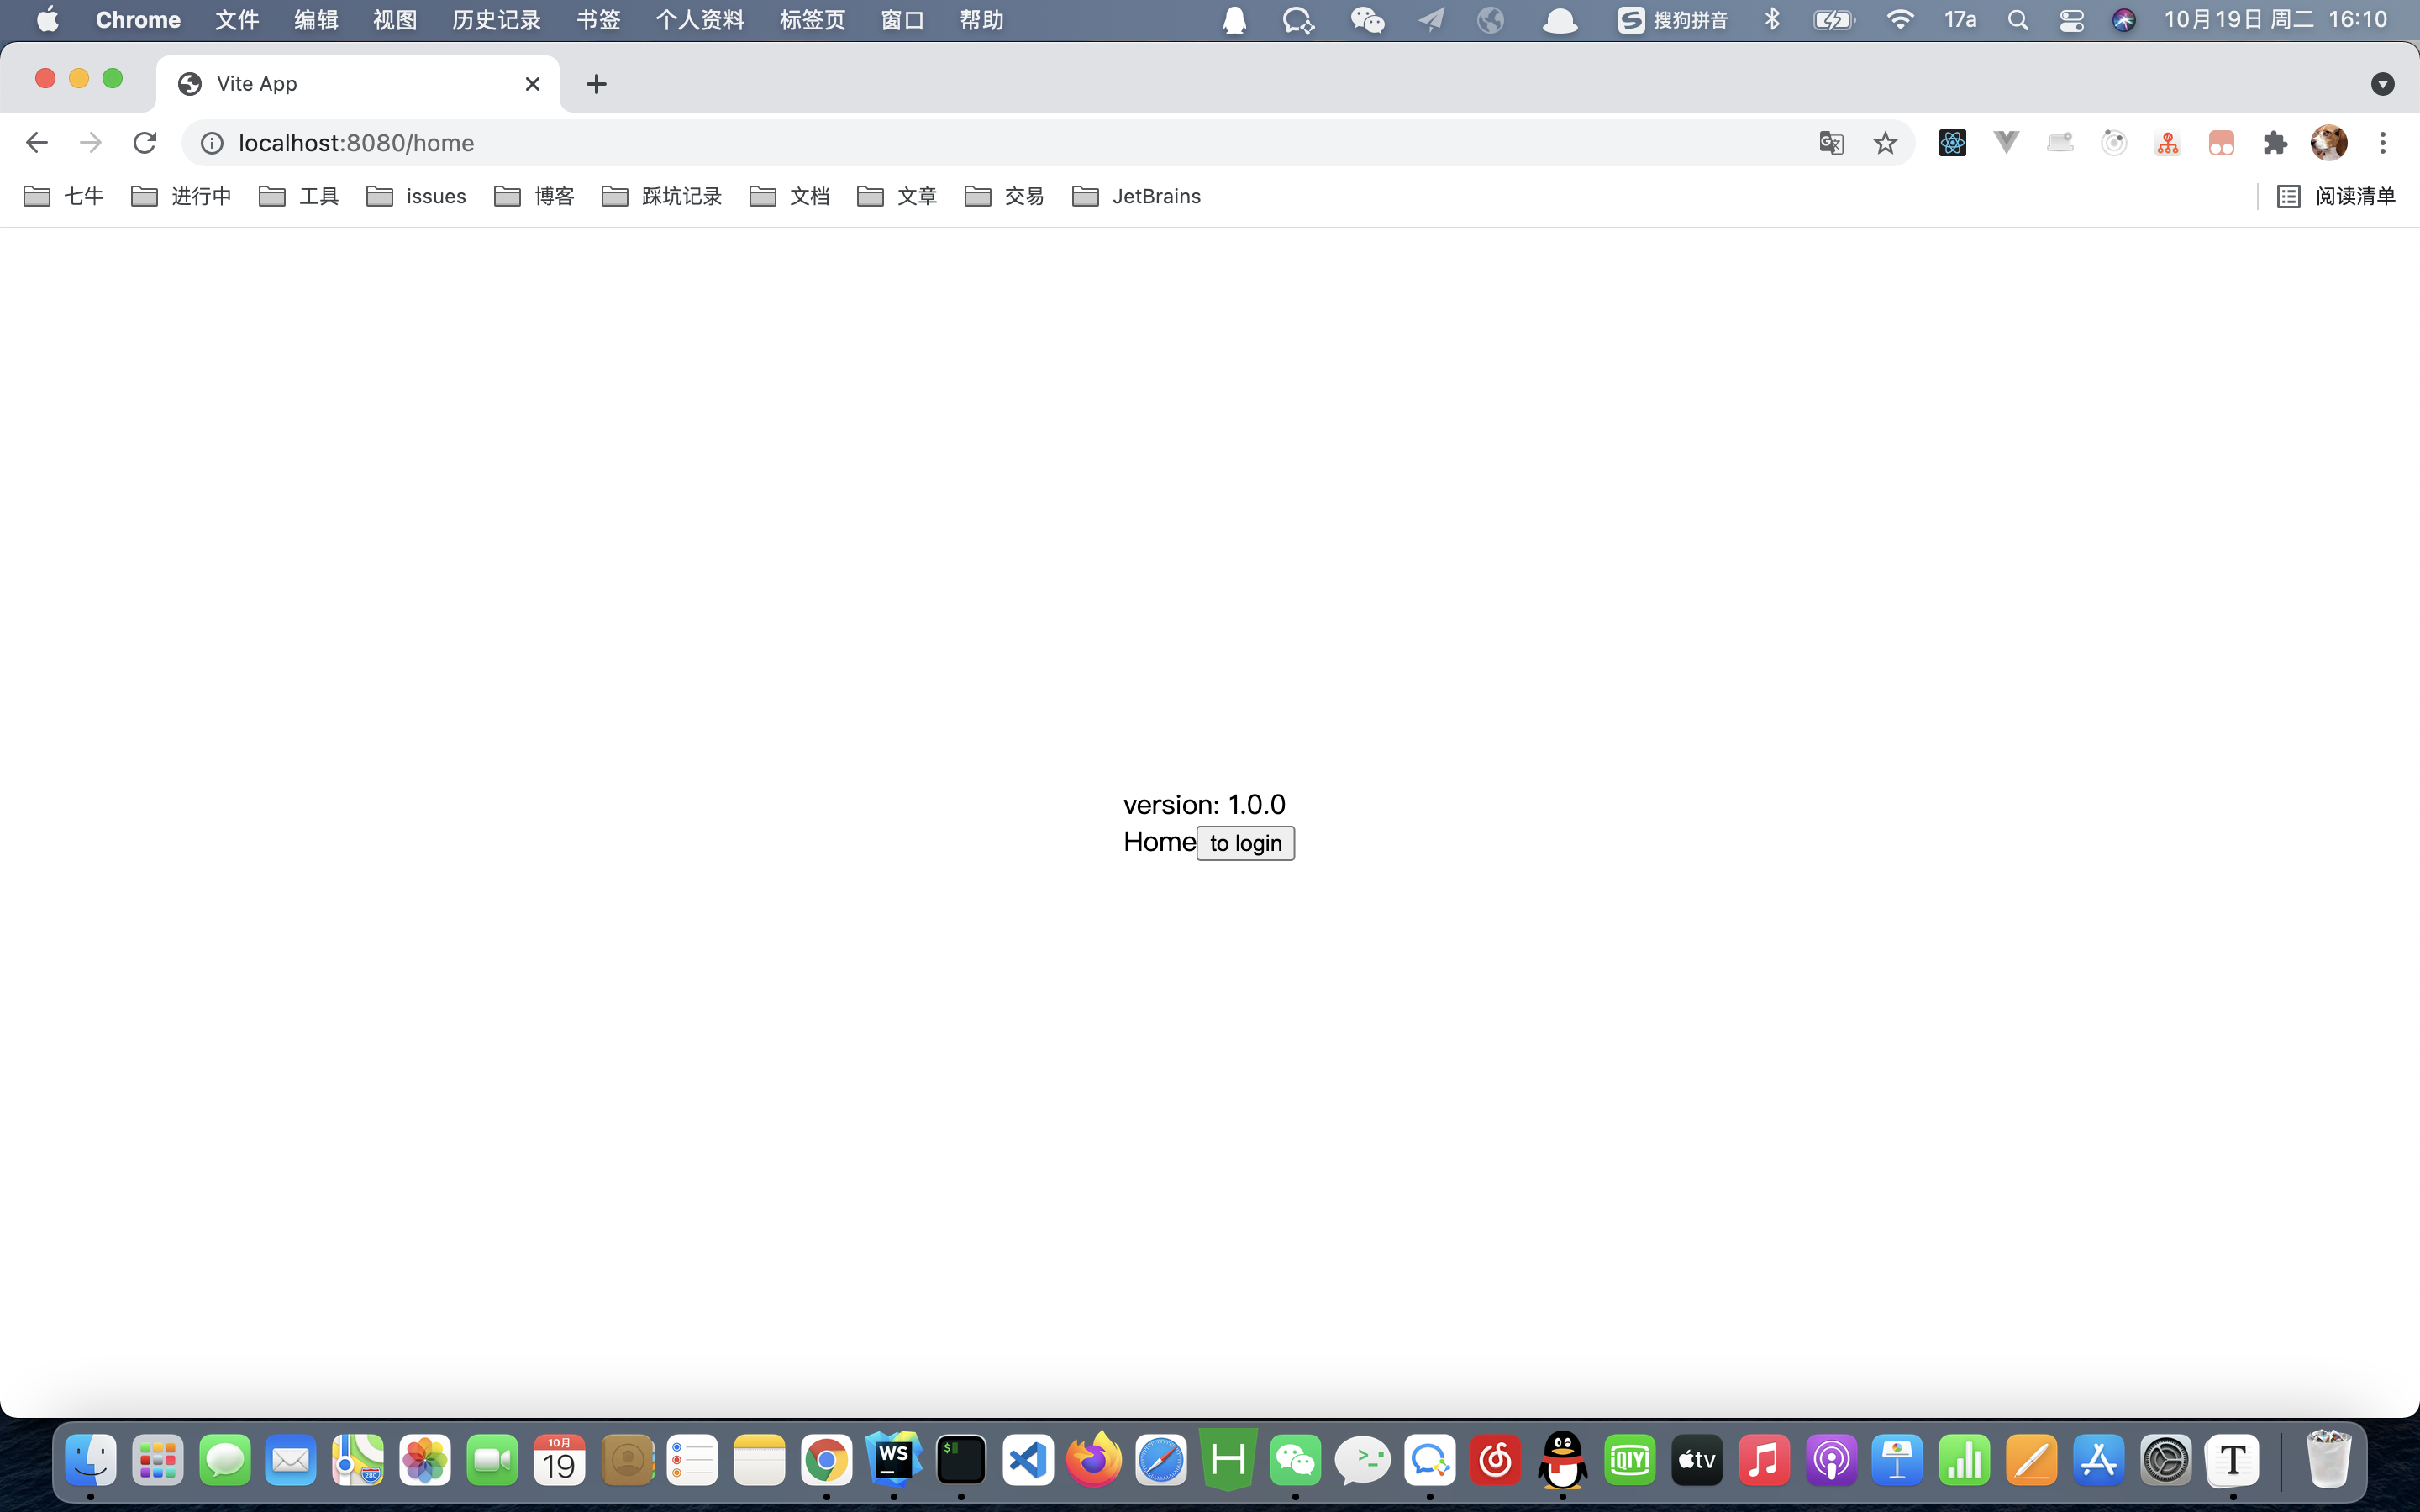 Chrome 文件 编辑 视图 历史记录 书签 个人资料 标签页 窗口 帮助 S 搜狗拼音 17a 10月19日 周二 16:10
Vite App
localhost:8080/home
七牛 进行中 工具 issues 博客 踩坑记录 文档 文章 交易 JetBrains 阅读清单
version: 1.0.0
Home to login
280 10月 19 WS $ H >_- iQIYI tv T